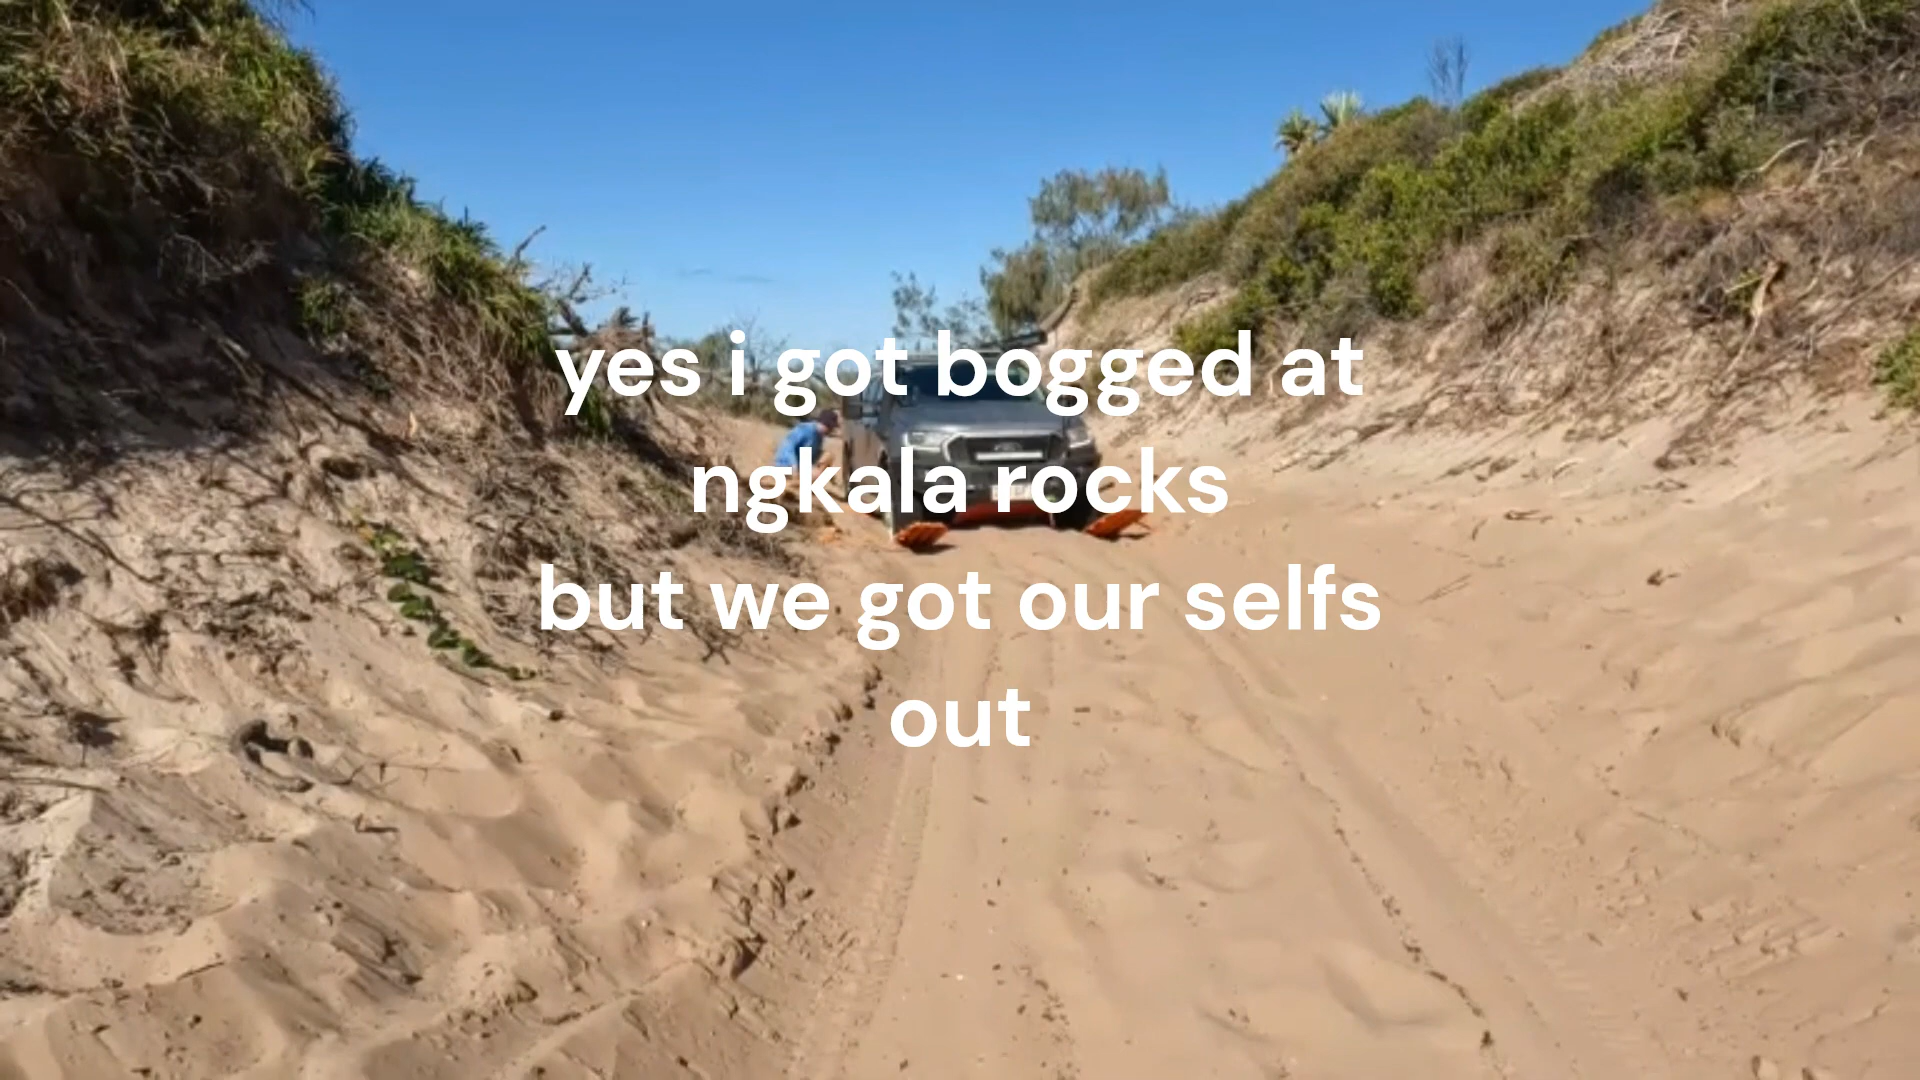 yes i got bogged at
ngkala rocks
but we got our selfs
out